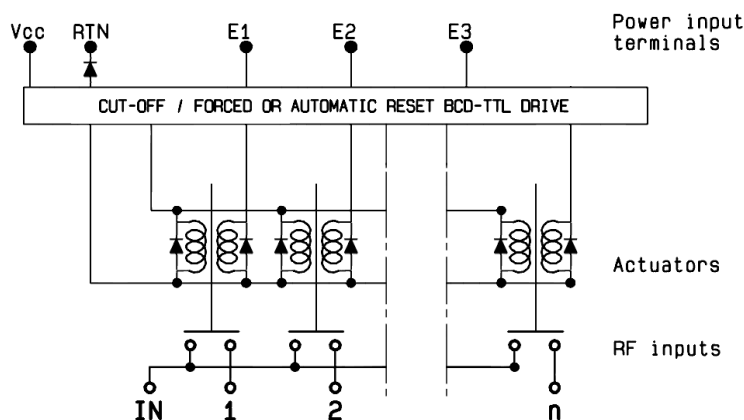 Vcc RTN E1 E2 E3 Power input
terminals
CUT-OFF / FORCED OR AUTOMATIC RESET BCD-TTL DRIVE
Actuators
RF inputs
IN 1 2 n